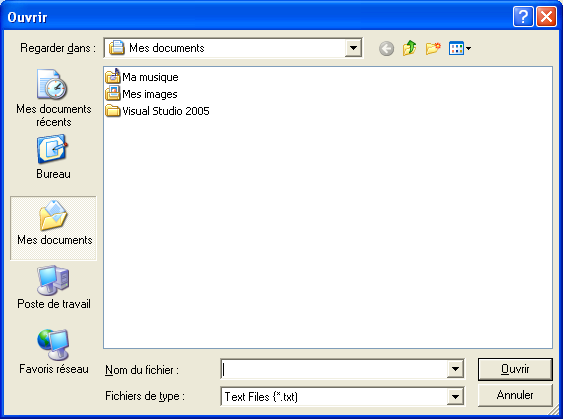 Ouvrir
Regarder dans :
Mes documents
Ma musique
Mes images
Visual Studio 2005
Mes documents
récents
Bureau
Mes documents
Poste de travail
Favoris réseau
Nom du fichier :
Ouvrir
Fichiers de type :
Text Files (*.txt)
Annuler